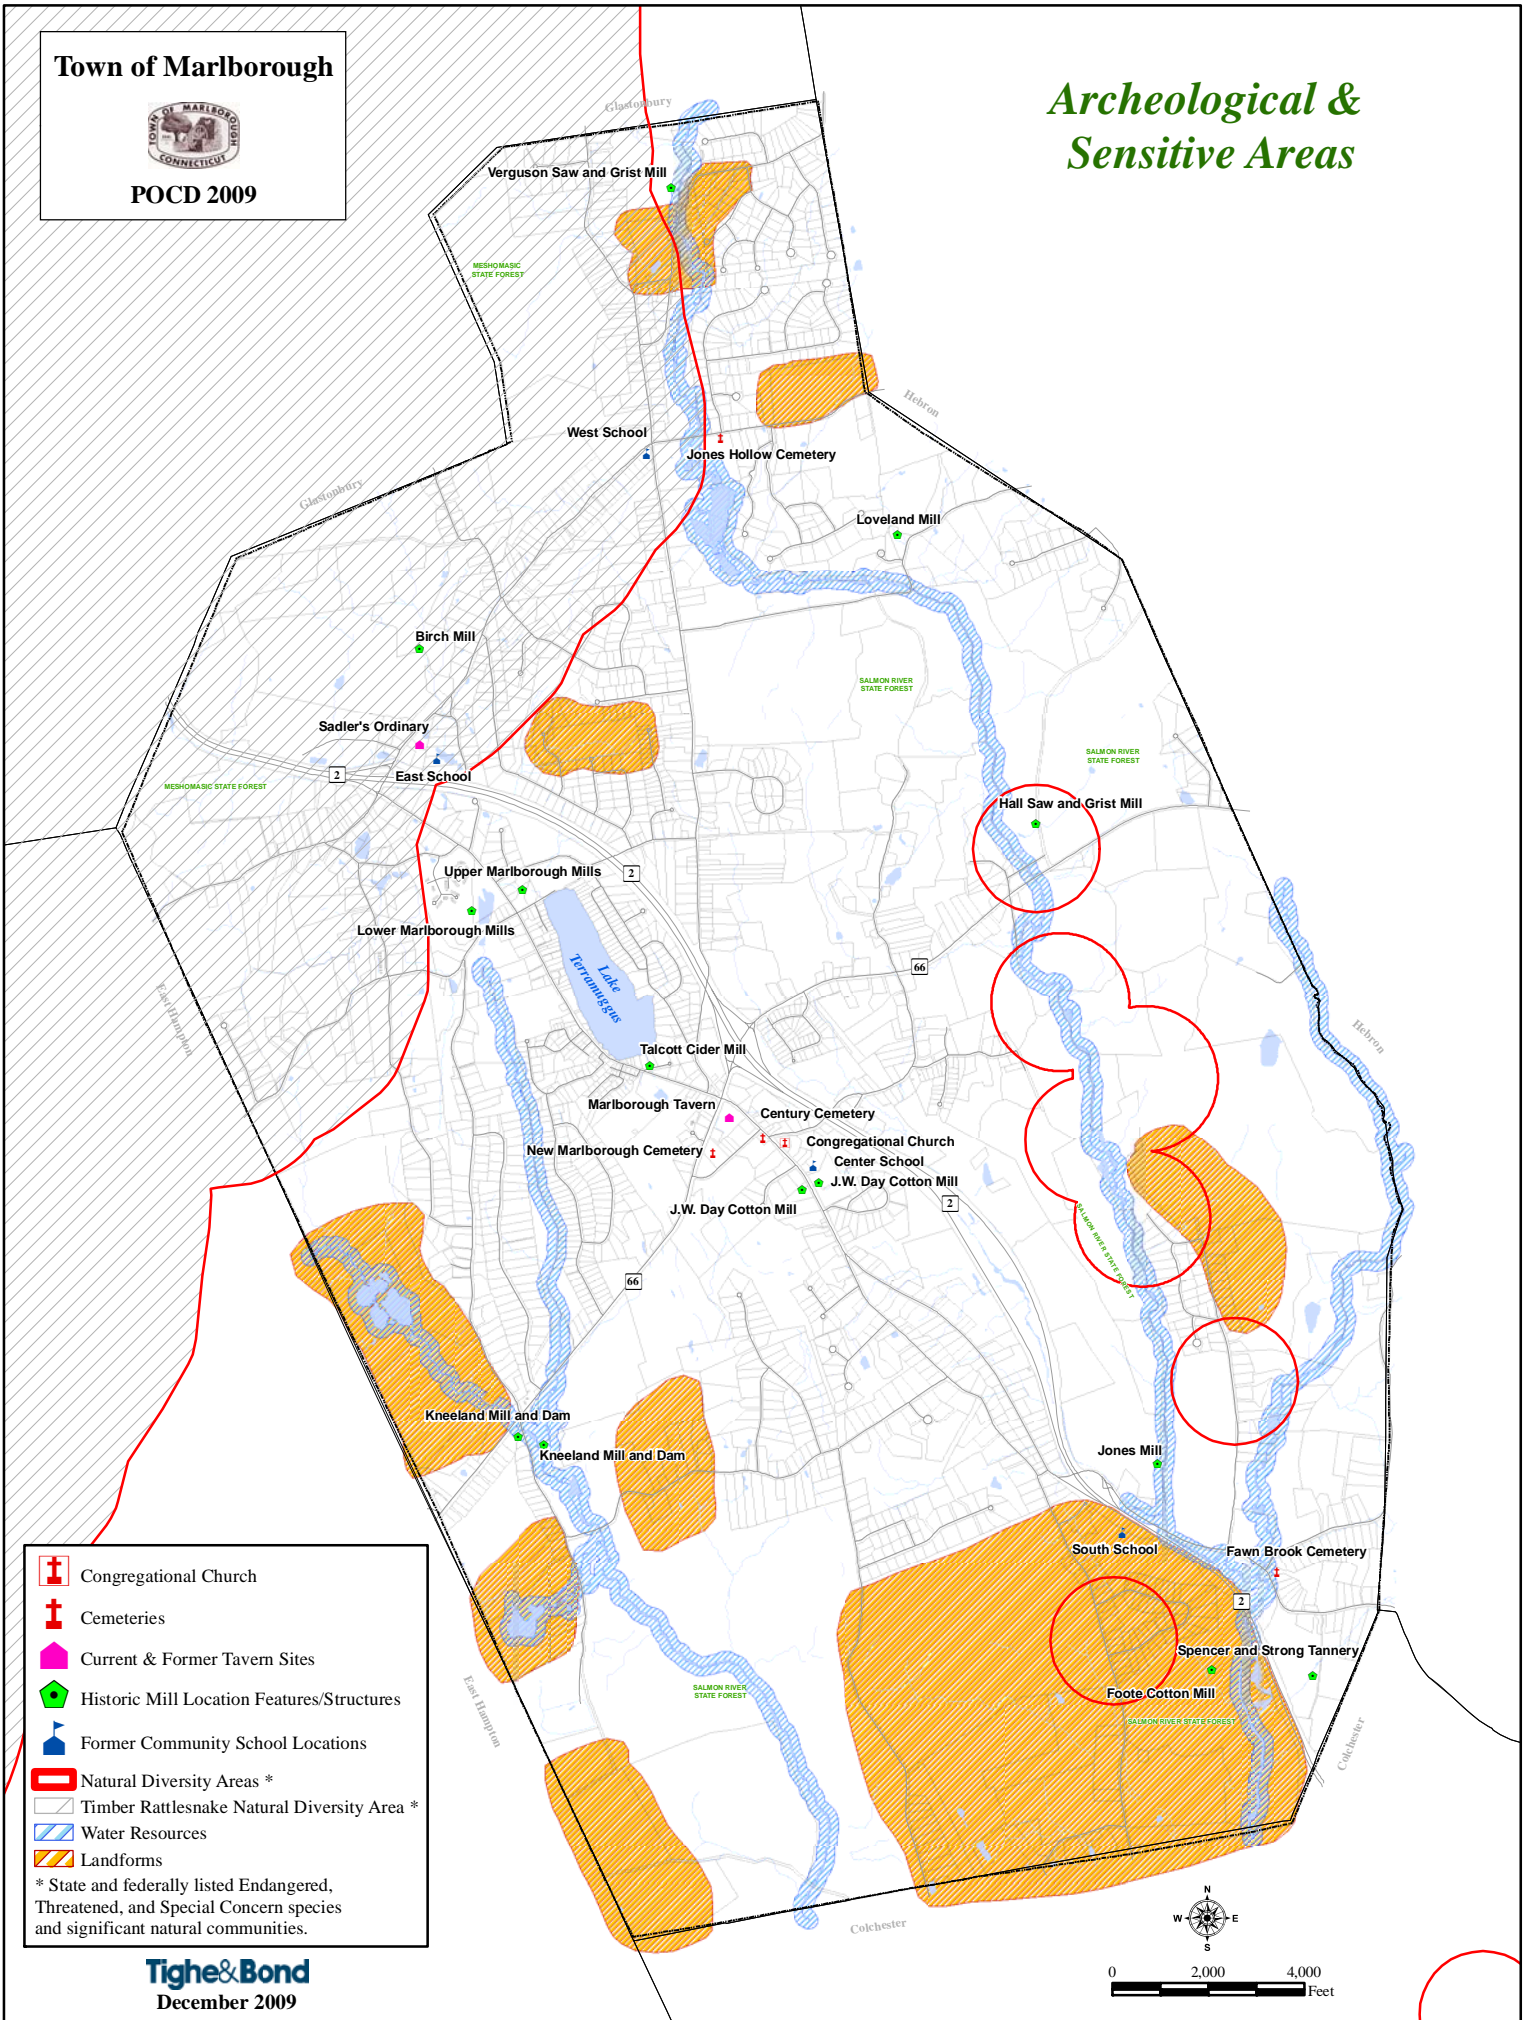 Town of Marlborough
TOWN OF MARLBOROUGH
CONNECTICUT
POCD 2009
Archeological &
Sensitive Areas
Glastonbury
Verguson Saw and Grist Mill
MESHOMASIC
STATE FOREST
Hebron
West School
Jones Hollow Cemetery
Glastonbury
Loveland Mill
Birch Mill
SALMON RIVER
STATE FOREST
Sadler's Ordinary
East School
2
MESHOMASIC STATE FOREST
SALMON RIVER
STATE FOREST
Hall Saw and Grist Mill
Upper Marlborough Mills
2
Lower Marlborough Mills
Lake
Terramuggus
66
East Hampton
Hebron
Talcott Cider Mill
Marlborough Tavern
Century Cemetery
New Marlborough Cemetery
Congregational Church
Center School
J.W. Day Cotton Mill
J.W. Day Cotton Mill
2
SALMON RIVER STATE FOREST
66
Kneeland Mill and Dam
Kneeland Mill and Dam
Jones Mill
South School
Fawn Brook Cemetery
2
Spencer and Strong Tannery
Foote Cotton Mill
SALMON RIVER STATE FOREST
SALMON RIVER
STATE FOREST
East Hampton
Colchester
Colchester
Congregational Church
Cemeteries
Current & Former Tavern Sites
Historic Mill Location Features/Structures
Former Community School Locations
Natural Diversity Areas *
Timber Rattlesnake Natural Diversity Area *
Water Resources
Landforms
* State and federally listed Endangered,
Threatened, and Special Concern species
and significant natural communities.
Tighe&Bond
December 2009
N
W E
S
0 2,000 4,000
Feet